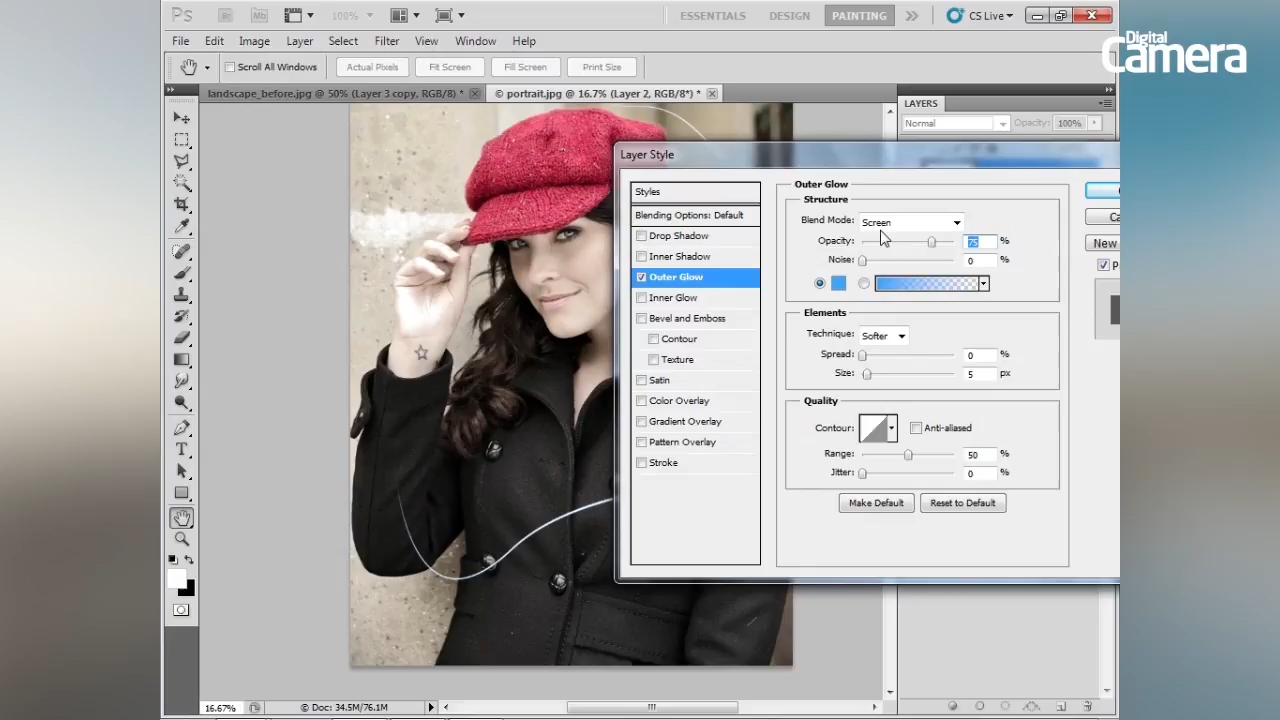 Ps
Br
Mb
100%
ESSENTIALS
DESIGN
PAINTING
CS Live
Digital
Camera
File Edit Image Layer Select Filter View Window Help
Scroll All Windows
Actual Pixels
Fit Screen
Fill Screen
Print Size
landscape_before.jpg @ 50% (Layer 3 copy, RGB/8) *
© portrait.jpg @ 16.7% (Layer 2, RGB/8*) *
LAYERS
Normal
Opacity: 100%
Layer Style
Styles
Blending Options: Default
Drop Shadow
Inner Shadow
Outer Glow
Inner Glow
Bevel and Emboss
Contour
Texture
Satin
Color Overlay
Gradient Overlay
Pattern Overlay
Stroke
Outer Glow
Structure
Blend Mode: Screen
Opacity: 75 %
Noise: 0 %
Elements
Technique: Softer
Spread: 0 %
Size: 5 px
Quality
Contour:
Anti-aliased
Range: 50 %
Jitter: 0 %
Make Default
Reset to Default
Ca
New
P
T
16.67%
© Doc: 34.5M/76.1M